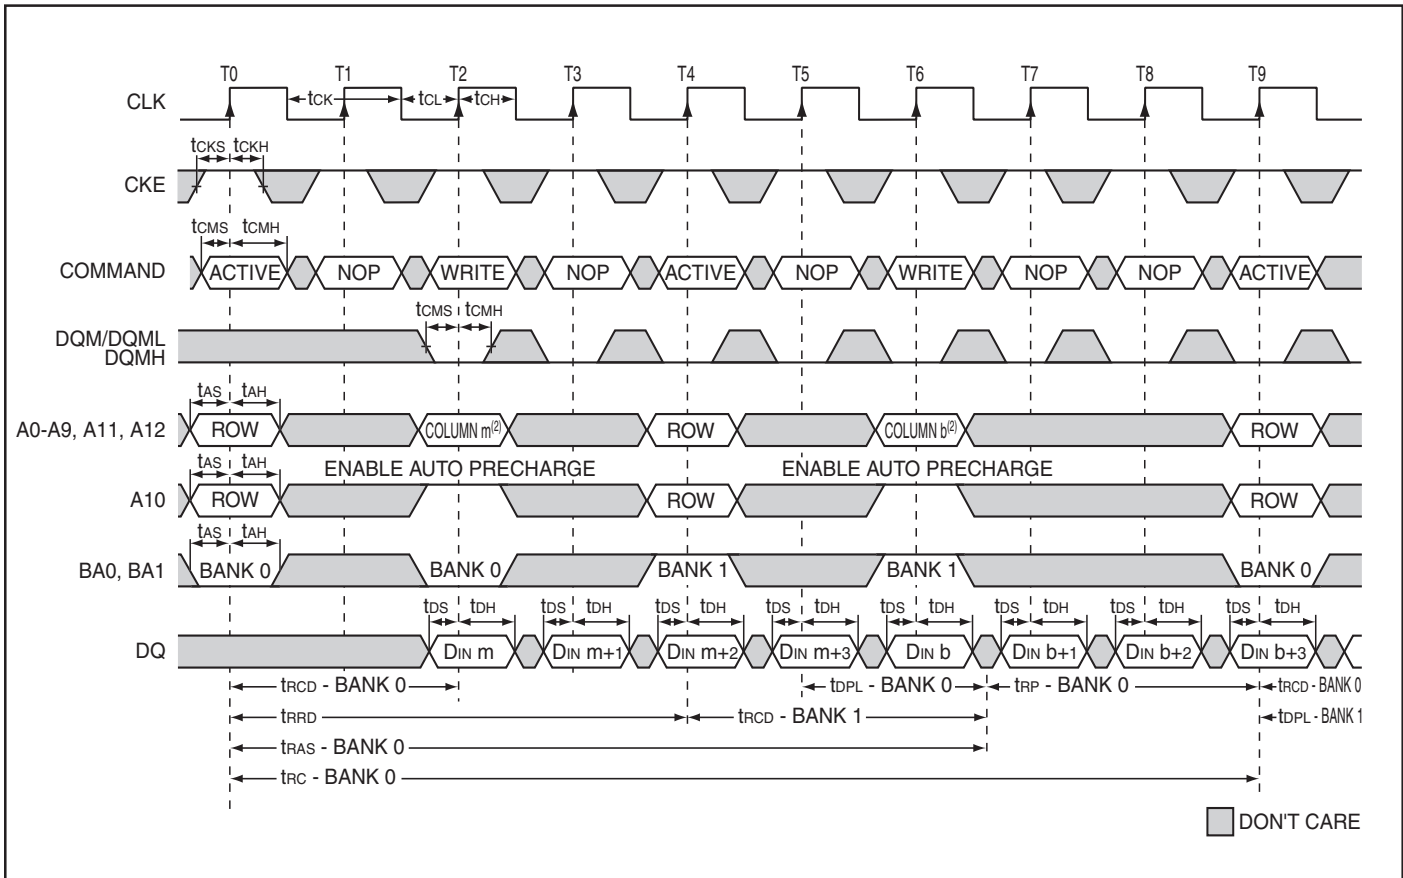 T0 T1 T2 T3 T4 T5 T6 T7 T8 T9
CLK tCK tCL tCH
tCKS tCKH
CKE
tCMS tCMH
COMMAND ACTIVE NOP WRITE NOP ACTIVE NOP WRITE NOP NOP ACTIVE
tCMS tCMH
DQM/DQML
DQMH
tAS tAH
A0-A9, A11, A12 ROW COLUMN m(2) ROW COLUMN b(2) ROW
tAS tAH ENABLE AUTO PRECHARGE ENABLE AUTO PRECHARGE
A10 ROW ROW ROW
tAS tAH
BA0, BA1 BANK 0 BANK 0 BANK 1 BANK 1 BANK 0
tDS tDH tDS tDH tDS tDH tDS tDH tDS tDH tDS tDH tDS tDH tDS tDH
DQ DIN m DIN m+1 DIN m+2 DIN m+3 DIN b DIN b+1 DIN b+2 DIN b+3
tRCD - BANK 0 tDPL - BANK 0 tRP - BANK 0 tRCD - BANK 0
tRRD tRCD - BANK 1 tDPL - BANK 1
tRAS - BANK 0
tRC - BANK 0
DON'T CARE